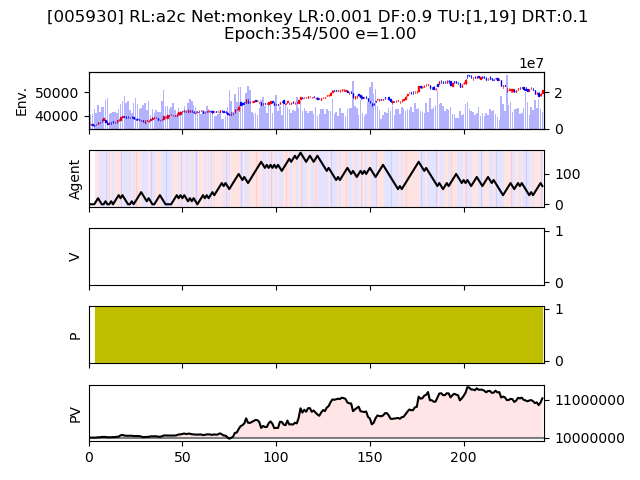 [005930] RL:a2c Net:monkey LR:0.001 DF:0.9 TU:[1,19] DRT:0.1
Epoch:354/500 e=1.00
1e7
Env.
50000
40000
2
0
Agent
100
0
V
1
0
P
1
0
PV
11000000
10000000
0 50 100 150 200